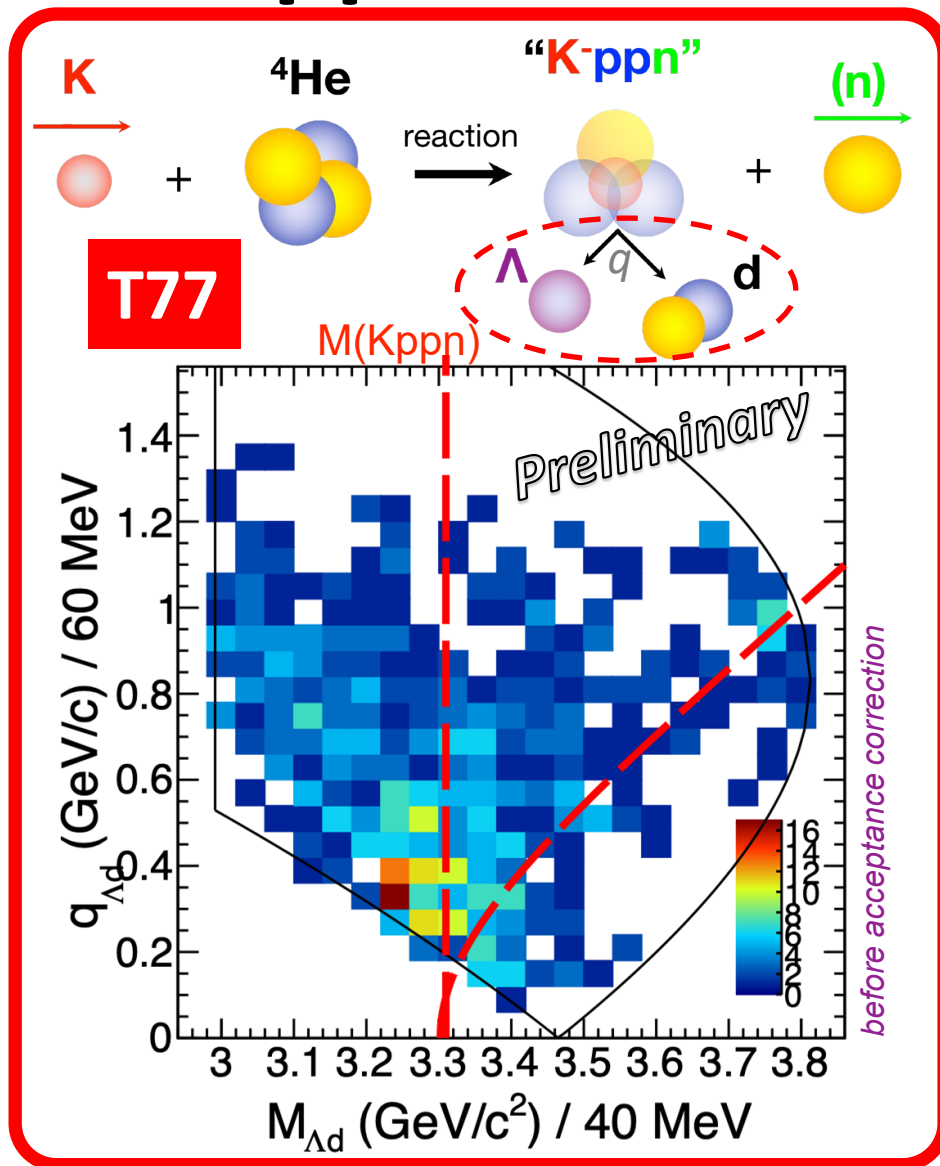 K
⁴He
“K⁻ppn”
(n)
reaction
+
+
Λ
q
d
T77
M(Kppn)
Preliminary
q_Λd (GeV/c) / 60 MeV
1.4
1.2
1
0.8
0.6
0.4
0.2
0
before acceptance correction
16
14
12
10
8
6
4
2
0
3 3.1 3.2 3.3 3.4 3.5 3.6 3.7 3.8
M_Λd (GeV/c²) / 40 MeV